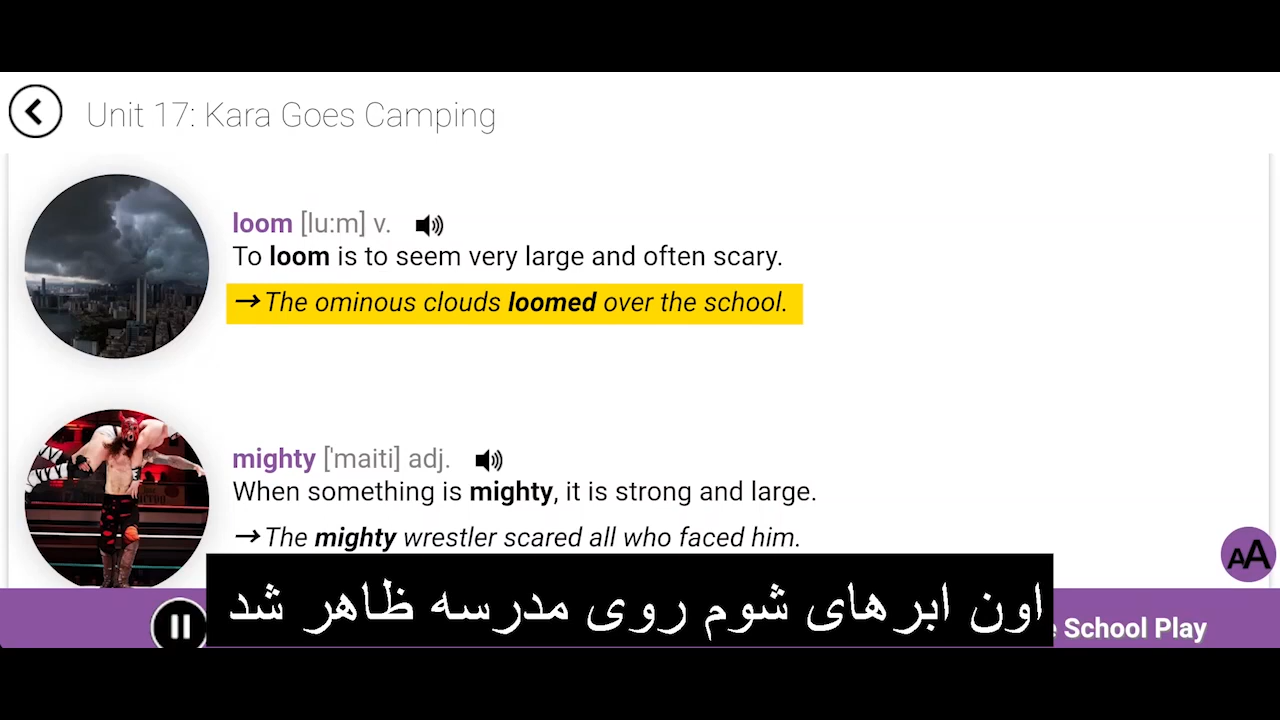 Unit 17: Kara Goes Camping
loom [lu:m] v.
To loom is to seem very large and often scary.
→ The ominous clouds loomed over the school.
mighty ['maiti] adj.
When something is mighty, it is strong and large.
→ The mighty wrestler scared all who faced him.
AA
اون ابرهای شوم روی مدرسه ظاهر شد
School Play